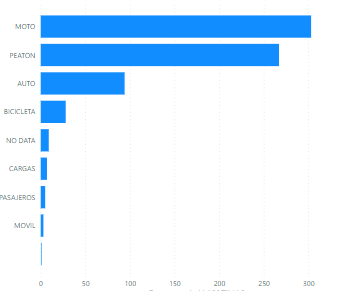 MOTO
PEATON
AUTO
BICICLETA
NO DATA
CARGAS
PASAJEROS
MOVIL
0 50 100 150 200 250 300